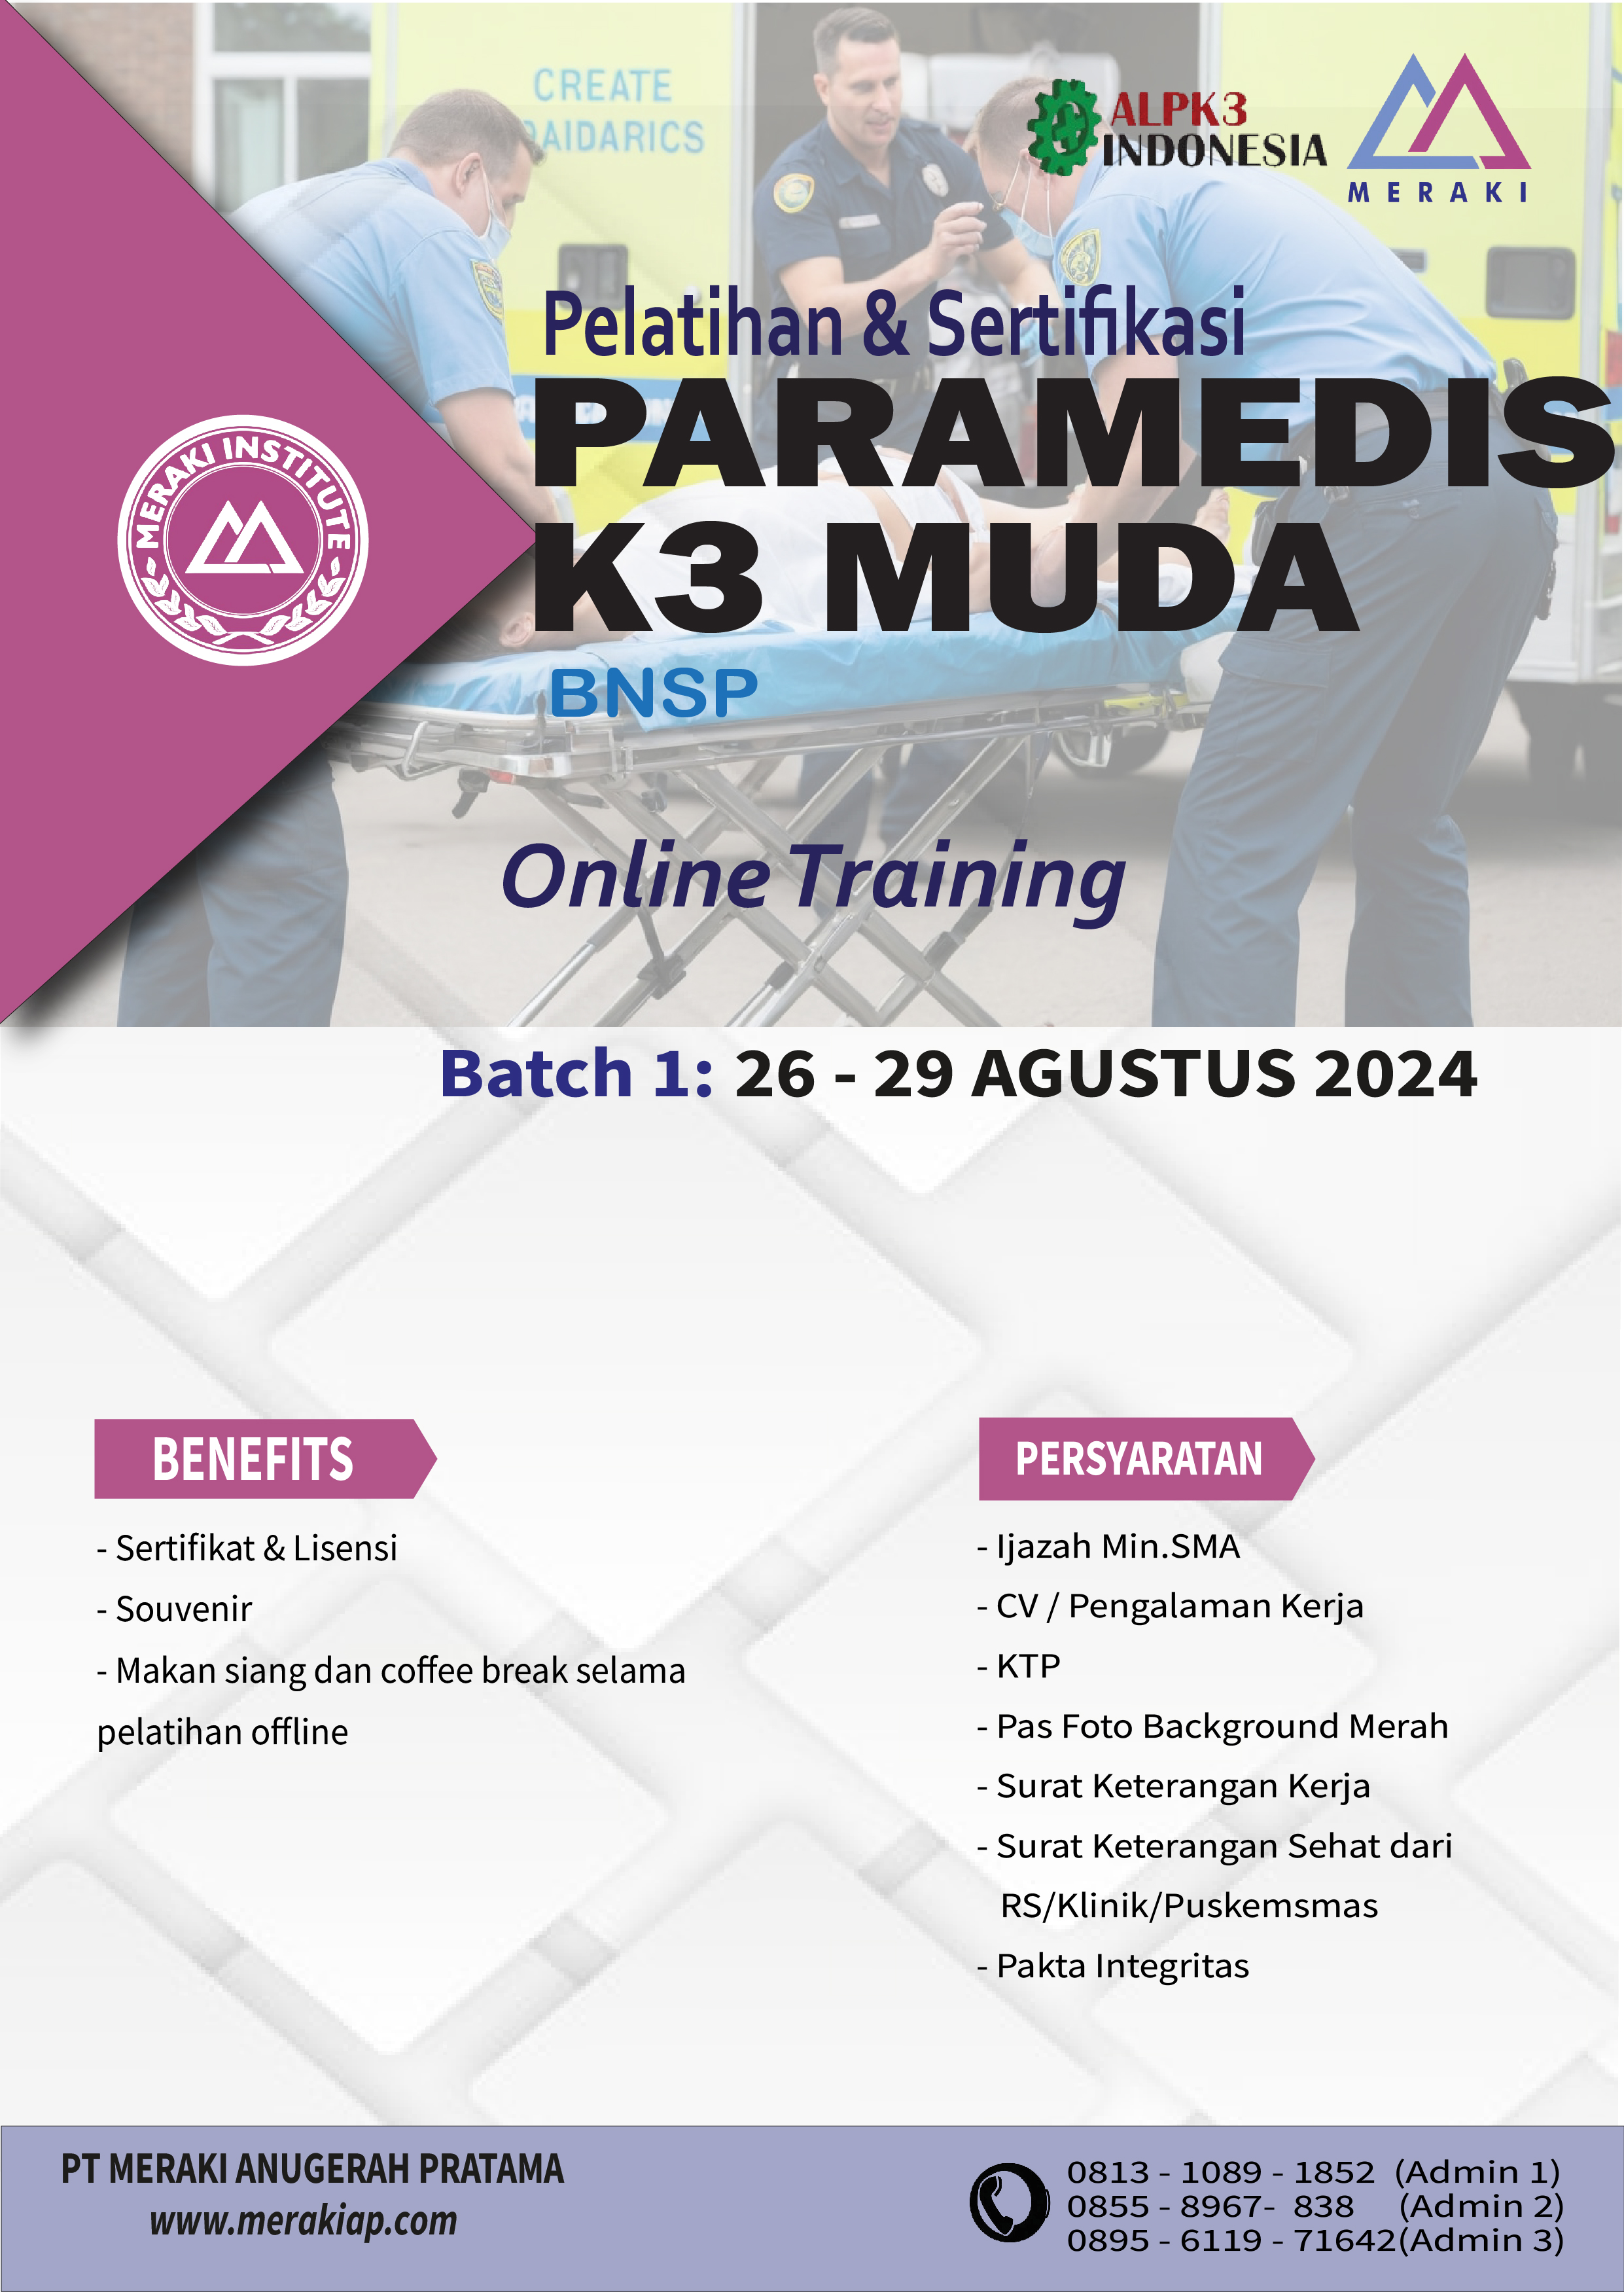 CREATE
RAIDARICS
ALPK3
INDONESIA
MERAKI
Pelatihan & Sertifikasi
PARAMEDIS
K3 MUDA
BNSP
MERAKI INSTITUTE
Online Training
Batch 1: 26 - 29 AGUSTUS 2024
BENEFITS
- Sertifikat & Lisensi
- Souvenir
- Makan siang dan coffee break selama
pelatihan offline
PERSYARATAN
- Ijazah Min.SMA
- CV / Pengalaman Kerja
- KTP
- Pas Foto Background Merah
- Surat Keterangan Kerja
- Surat Keterangan Sehat dari
RS/Klinik/Puskemsmas
- Pakta Integritas
PT MERAKI ANUGERAH PRATAMA
www.merakiap.com
0813 - 1089 - 1852 (Admin 1)
0855 - 8967- 838 (Admin 2)
0895 - 6119 - 71642(Admin 3)